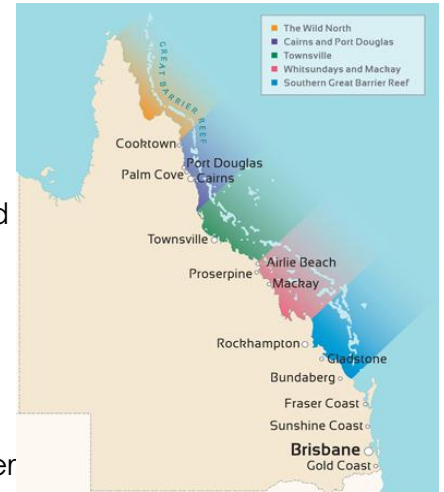 The Wild North
Cairns and Port Douglas
Townsville
Whitsundays and Mackay
Southern Great Barrier Reef
GREAT BARRIER REEF
Cooktown
Port Douglas
Palm Cove
Cairns
d
Townsville
Airlie Beach
Proserpine
Mackay
Rockhampton
Gladstone
Bundaberg
Fraser Coast
Sunshine Coast
er
Brisbane
Gold Coast